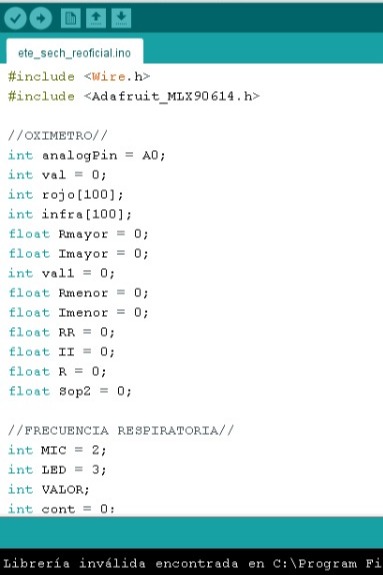 ete_sech_reoficial.ino
#include <Wire.h>
#include <Adafruit_MLX90614.h>
//OXIMETRO//
int analogPin = A0;
int val = 0;
int rojo[100];
int infra[100];
float Rmayor = 0;
float Imayor = 0;
int val1 = 0;
float Rmenor = 0;
float Imenor = 0;
float RR = 0;
float II = 0;
float R = 0;
float Sop2 = 0;
//FRECUENCIA RESPIRATORIA//
int MIC = 2;
int LED = 3;
int VALOR;
int cont = 0;
Librería inválida encontrada en C:\Program Fi